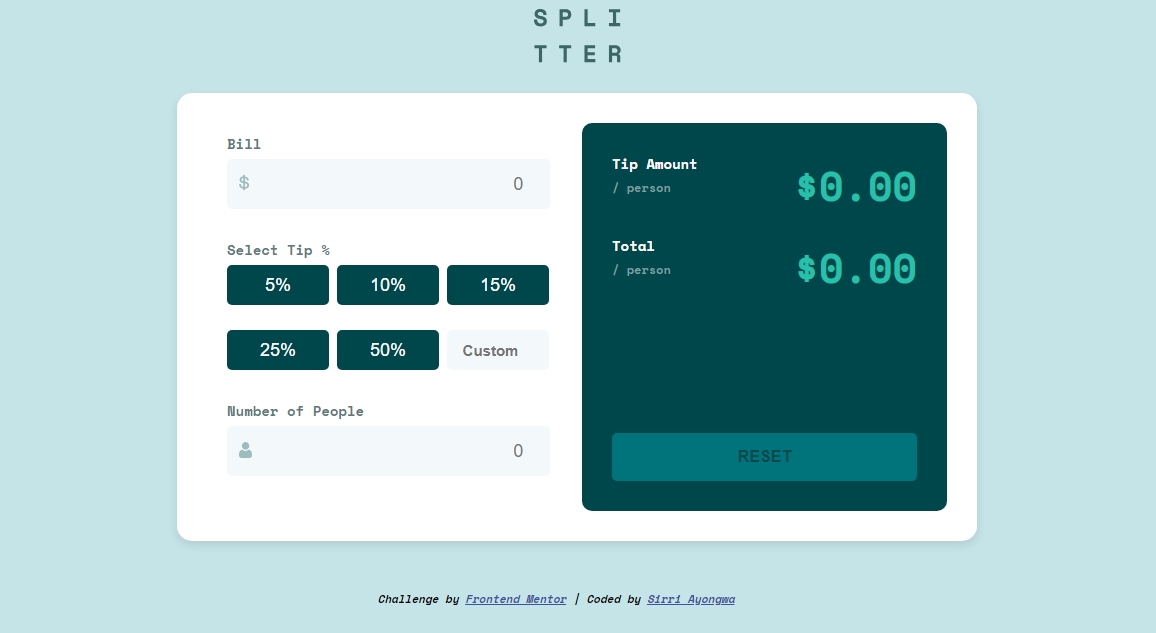 SPLI
TTER
Bill
$ 0
Select Tip %
5% 10% 15%
25% 50% Custom
Number of People
0
Tip Amount
/ person
$0.00
Total
/ person
$0.00
RESET
Challenge by Frontend Mentor | Coded by Sirri Ayongwa